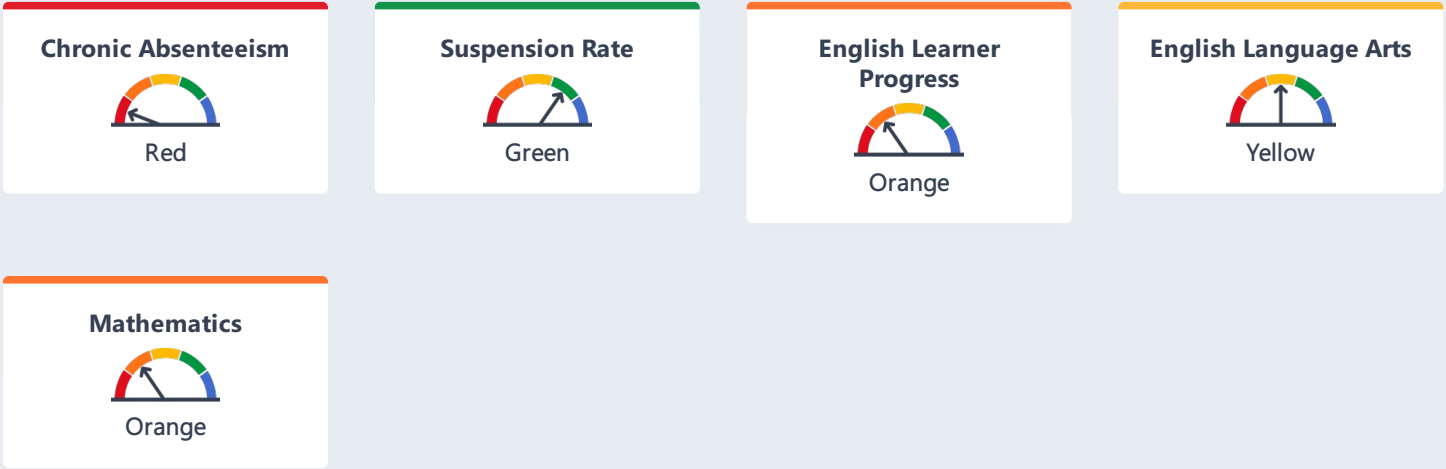 Chronic Absenteeism
Red
Suspension Rate
Green
English Learner
Progress
Orange
English Language Arts
Yellow
Mathematics
Orange